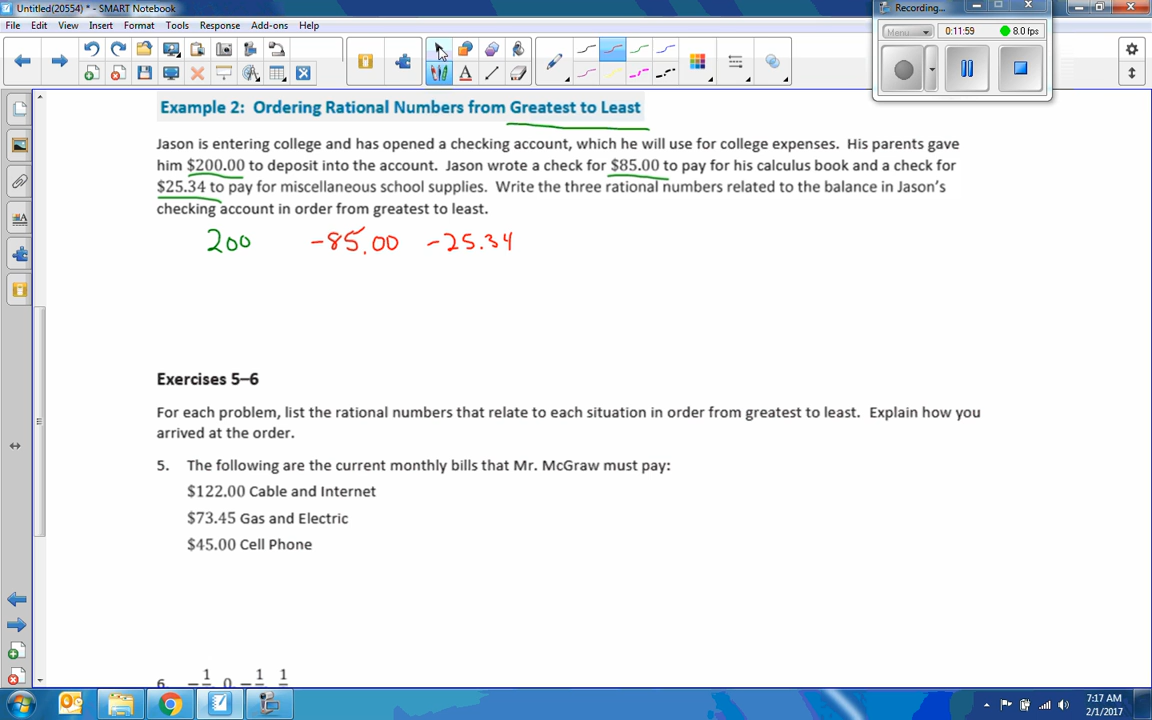 Untitled(20554) * - SMART Notebook
Recording...
File Edit View Insert Format Tools Response Add-ons Help
Menu 0:11:59 8.0 fps
Example 2: Ordering Rational Numbers from Greatest to Least
Jason is entering college and has opened a checking account, which he will use for college expenses. His parents gave
him $200.00 to deposit into the account. Jason wrote a check for $85.00 to pay for his calculus book and a check for
$25.34 to pay for miscellaneous school supplies. Write the three rational numbers related to the balance in Jason's
checking account in order from greatest to least.
200 -85.00 -25.34
Exercises 5–6
For each problem, list the rational numbers that relate to each situation in order from greatest to least. Explain how you
arrived at the order.
5. The following are the current monthly bills that Mr. McGraw must pay:
$122.00 Cable and Internet
$73.45 Gas and Electric
$45.00 Cell Phone
7:17 AM
2/1/2017